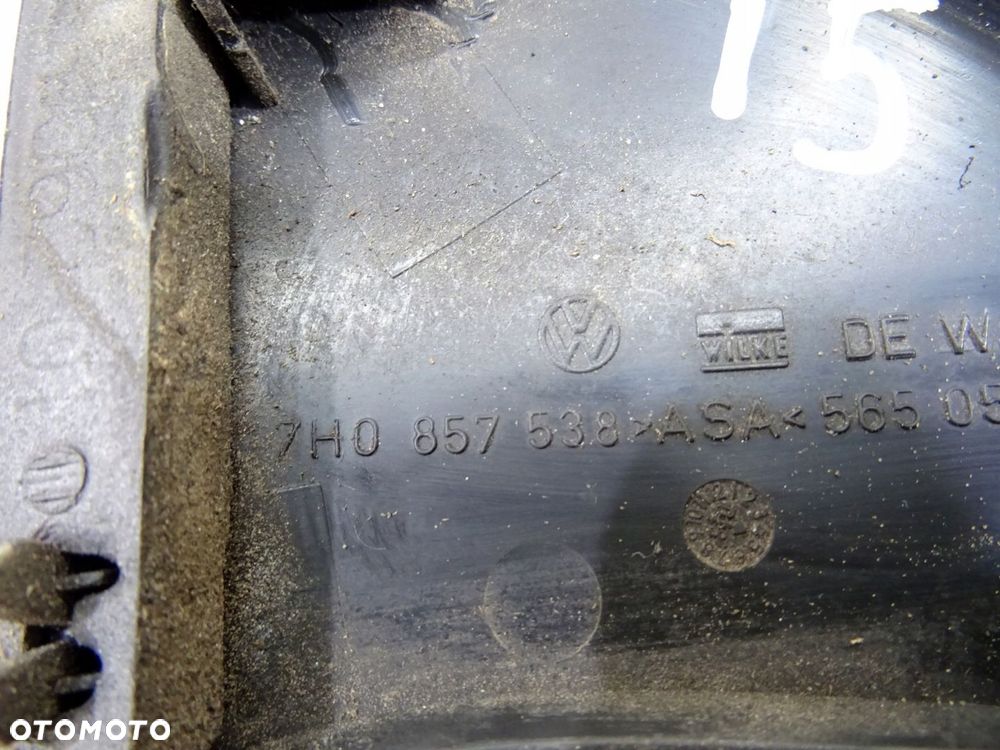 15
VW WILKE DE W
7H0 857 538 >ASA< 565 05
OTOMOTO